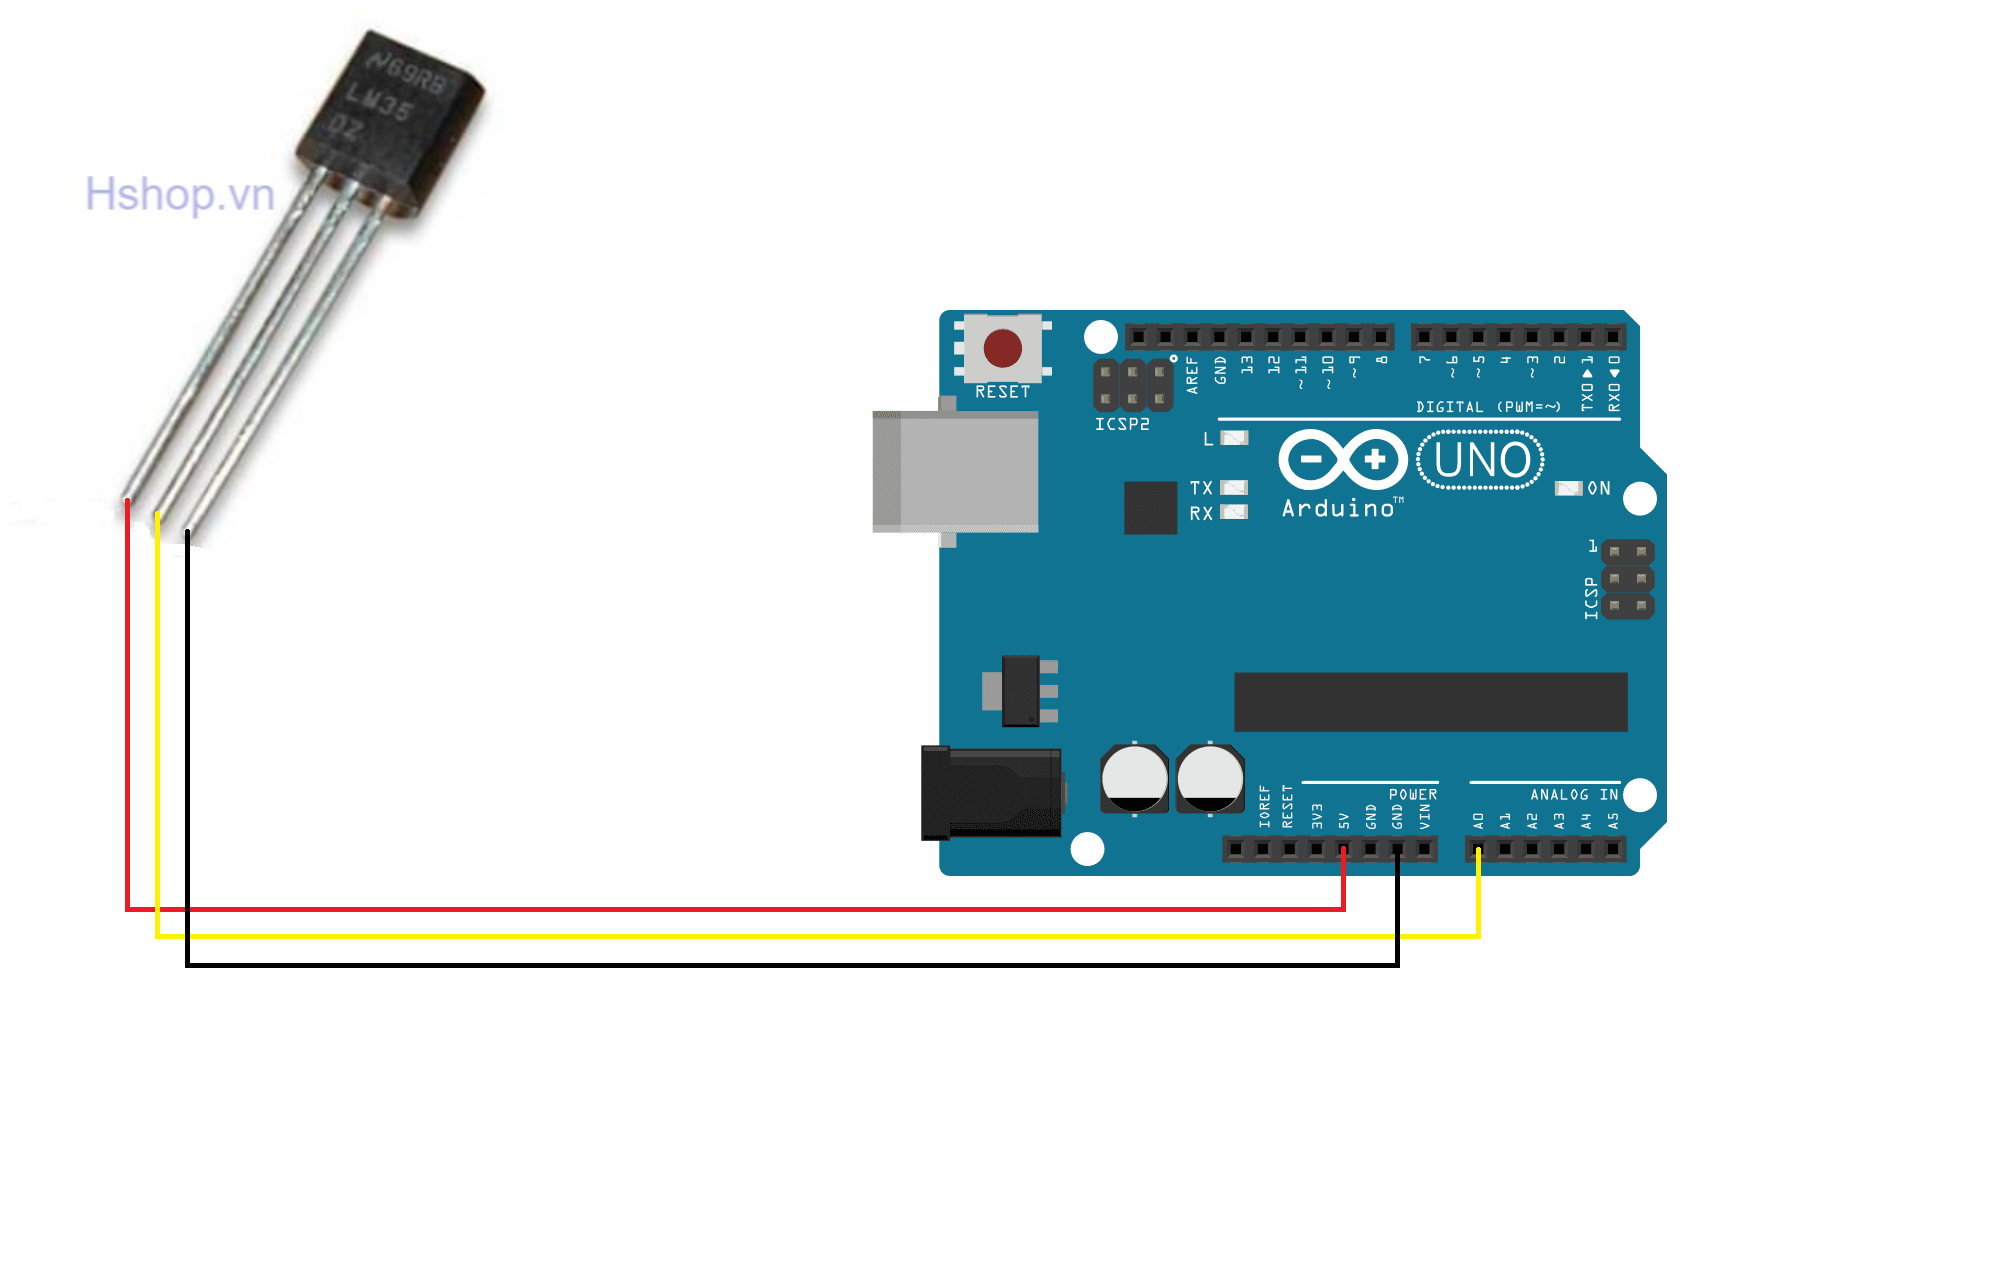 69RB
LM35
DZ
Hshop.vn
RESET
ICSP2
AREF
GND
13
12
~11
~10
~9
8
7
~6
~5
4
~3
2
TX0▶1
RX0◀0
DIGITAL (PWM=~)
L
TX
RX
UNO
Arduino™
ON
1
ICSP
IOREF
RESET
3V3
5V
GND
GND
VIN
POWER
ANALOG IN
A0
A1
A2
A3
A4
A5